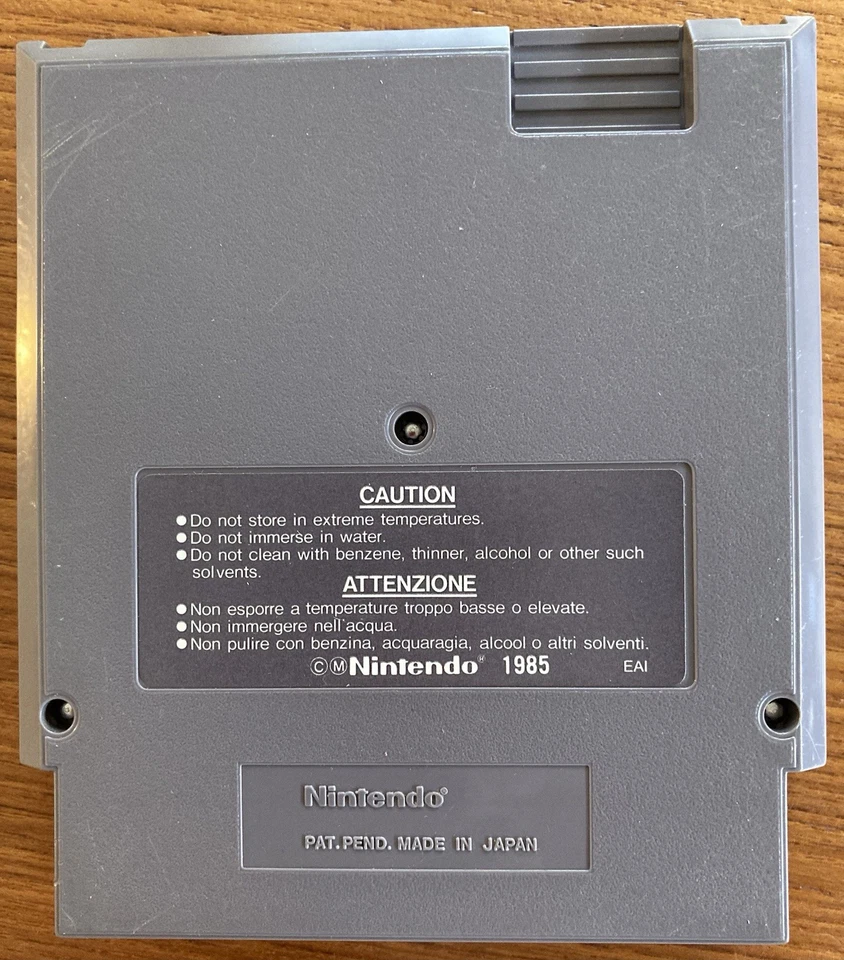 CAUTION
●Do not store in extreme temperatures.
●Do not immerse in water.
●Do not clean with benzene, thinner, alcohol or other such
solvents.
ATTENZIONE
●Non esporre a temperature troppo basse o elevate.
●Non immergere nell'acqua.
●Non pulire con benzina, acquaragia, alcool o altri solventi.
ⒸⓂNintendo® 1985 EAI
Nintendo®
PAT. PEND. MADE IN JAPAN